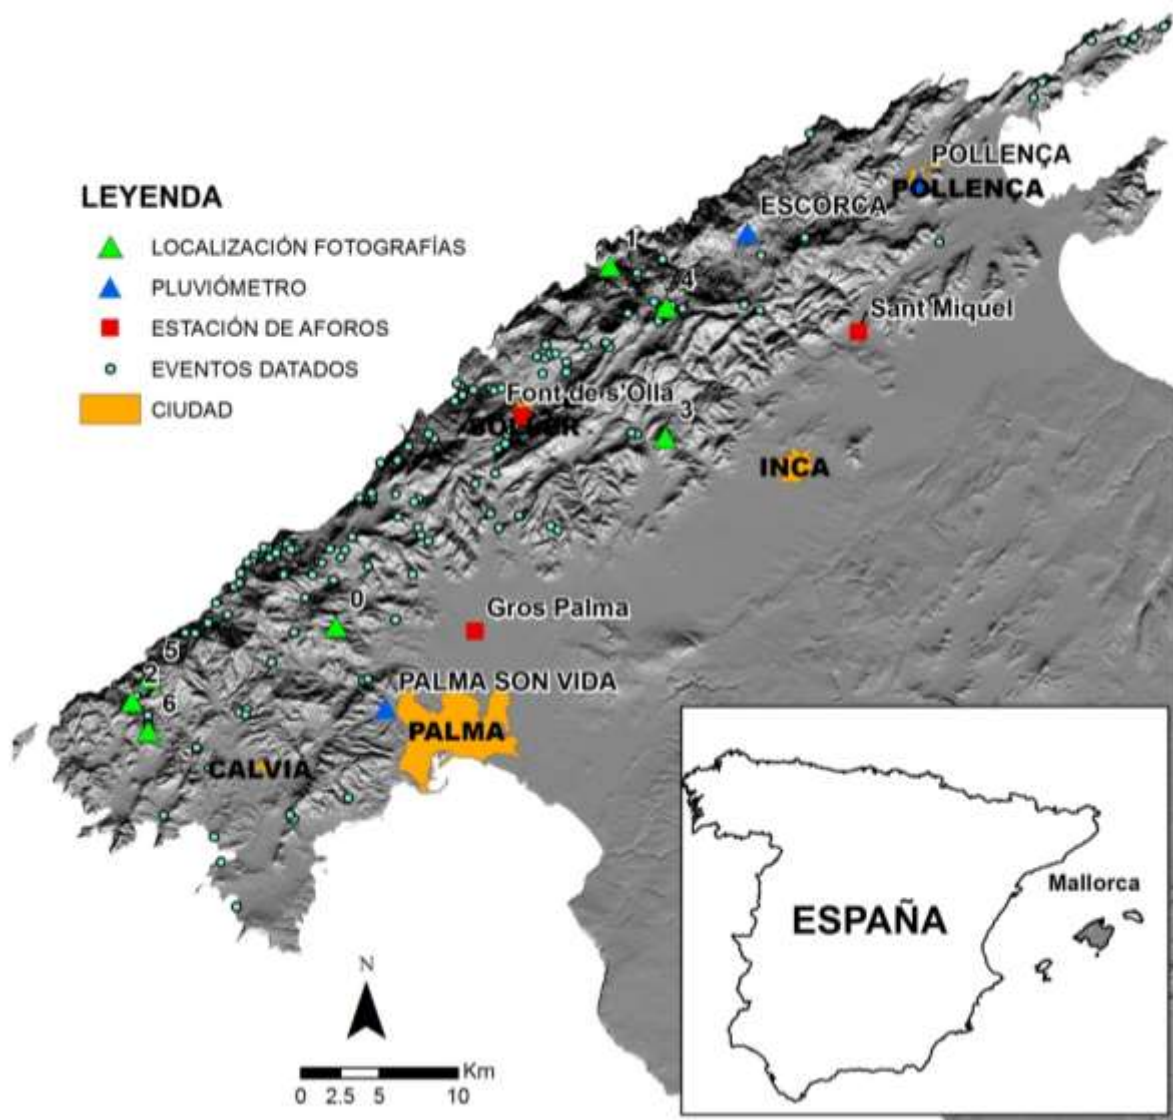 POLLENÇA
POLLENÇA
LEYENDA
ESCORCA
LOCALIZACIÓN FOTOGRAFÍAS
1
4
PLUVIÓMETRO
Sant Miquel
ESTACIÓN DE AFOROS
EVENTOS DATADOS
Font de s'Olla
CIUDAD
3
INCA
0
Gros Palma
5
2
6
PALMA SON VIDA
PALMA
CALVIA
Mallorca
ESPAÑA
N
Km
0 2.5 5 10